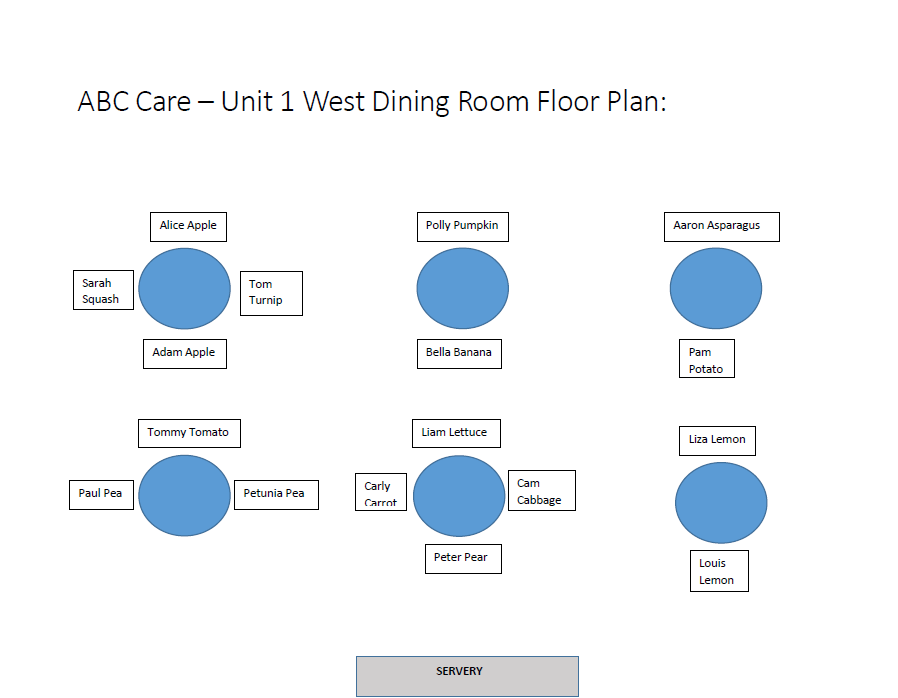 ABC Care – Unit 1 West Dining Room Floor Plan:
Alice Apple
Polly Pumpkin
Aaron Asparagus
Sarah
Squash
Tom
Turnip
Adam Apple
Bella Banana
Pam
Potato
Tommy Tomato
Liam Lettuce
Liza Lemon
Paul Pea
Petunia Pea
Carly
Carrot
Cam
Cabbage
Peter Pear
Louis
Lemon
SERVERY